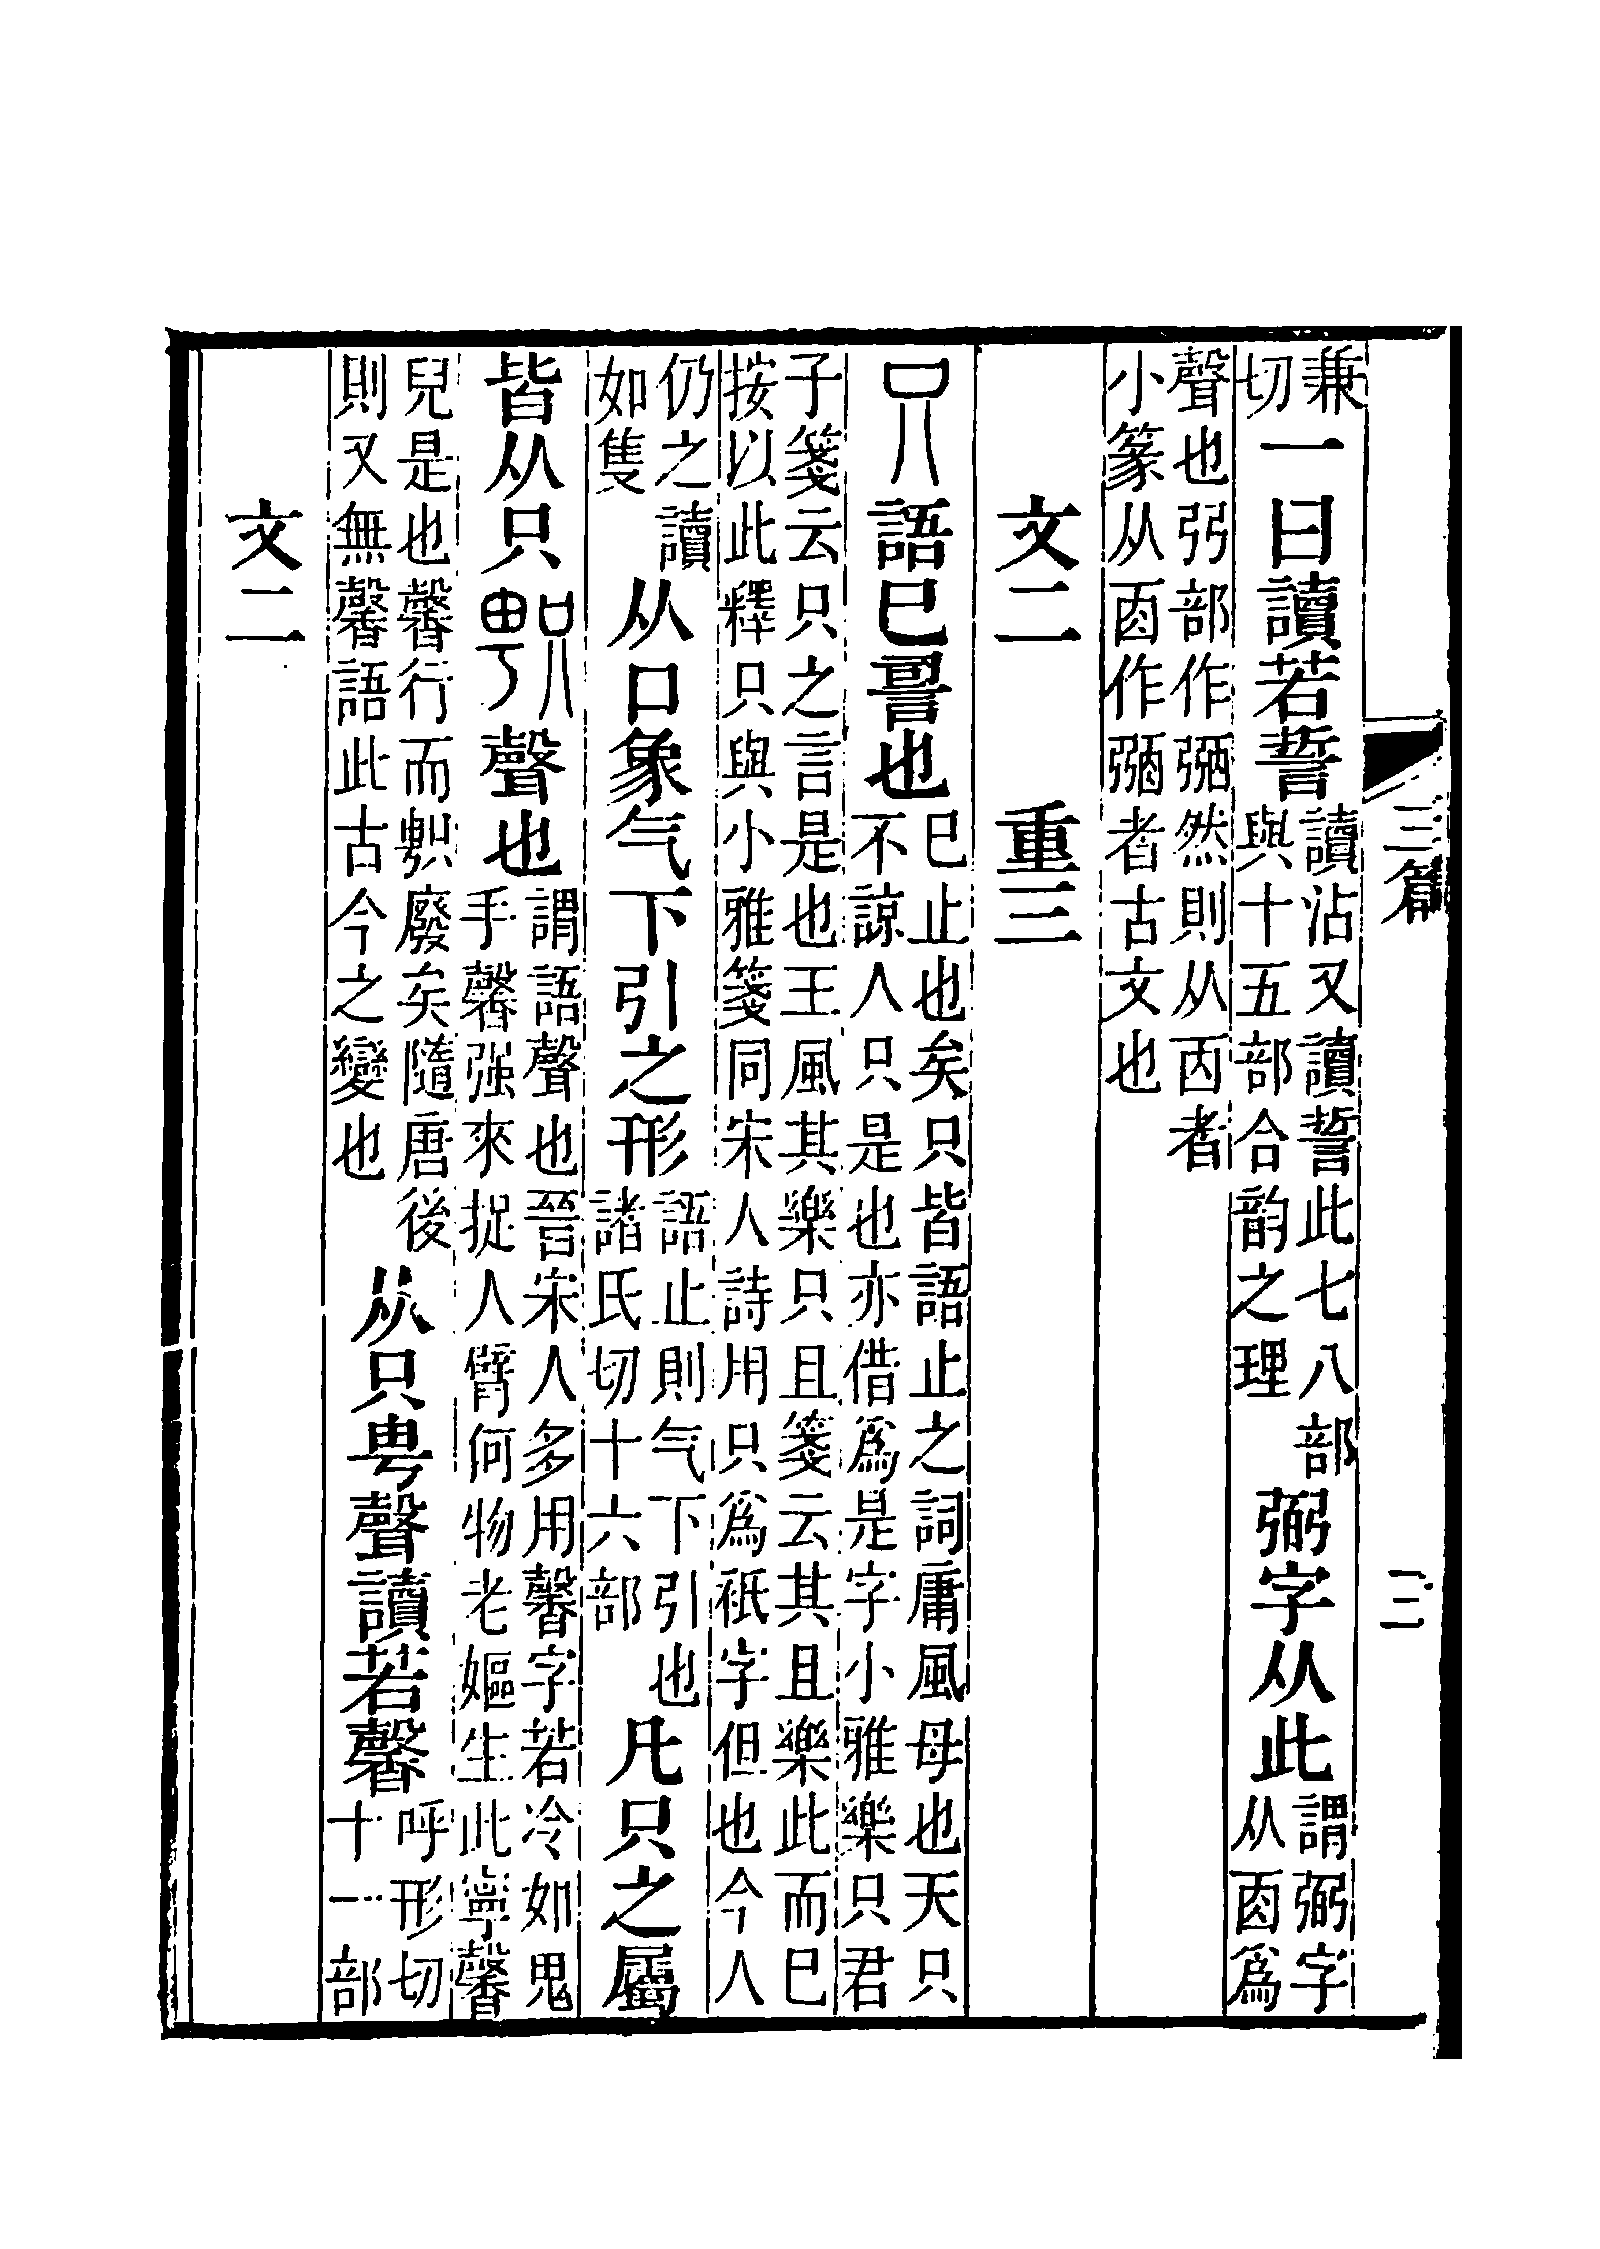 三篇 二
兼切一曰讀若誓讀沾又讀誓此七八部與十五部合韵之理弼字从此謂弼字从㐁爲
聲也弜部作弻然則从㐁者小篆从㐁作弻者古文也
文二 重三
只語巳䛐也巳止也矣只皆語止之詞庸風母也天只不諒人只是也亦借爲是字小雅樂只君
子箋云只之言是也王風其樂只且箋云其且樂此而巳按以此釋只與小雅箋同宋人詩用只爲祇字但也今人
仍之讀如隻从口象气下引之形語止則气下引也諸氏切十六部凡只之屬
皆从只𠷓聲也謂語聲也晉宋人多用馨字若冷如鬼手馨强來捉人臂何物老嫗生此寧馨
兒是也馨行而𠷓廢矣隨唐後則又無馨語此古今之變也从只甹聲讀若馨呼形切十一部
文二